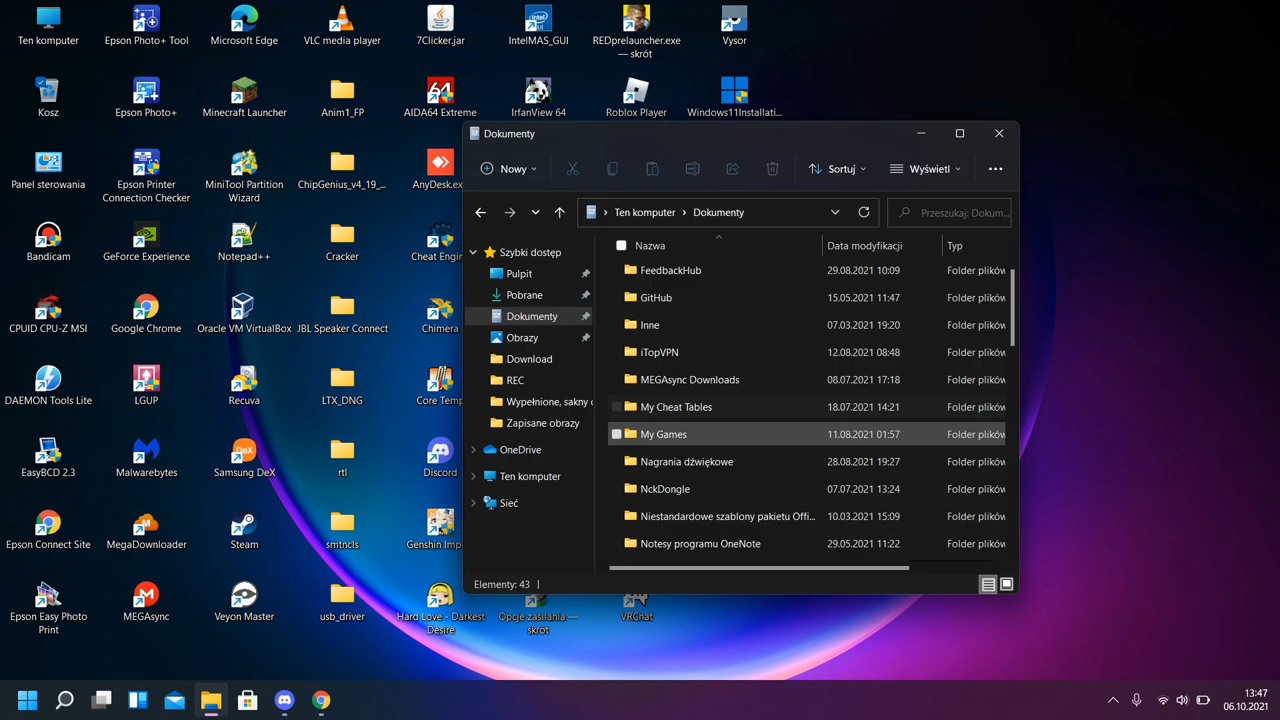 Ten komputer
Epson Photo+ Tool
Microsoft Edge
VLC media player
7Clicker.jar
IntelMAS_GUI
REDprelauncher.exe
— skrót
Vysor
Kosz
Epson Photo+
Minecraft Launcher
Anim1_FP
AIDA64 Extreme
IrfanView 64
Roblox Player
Windows11Installati...
Panel sterowania
Epson Printer
Connection Checker
MiniTool Partition
Wizard
ChipGenius_v4_19_...
AnyDesk.ex
Bandicam
GeForce Experience
Notepad++
Cracker
Cheat Engin
CPUID CPU-Z MSI
Google Chrome
Oracle VM VirtualBox
JBL Speaker Connect
Chimera
DAEMON Tools Lite
LGUP
Recuva
LTX_DNG
Core Temp
EasyBCD 2.3
Malwarebytes
Samsung DeX
rtl
Discord
Epson Connect Site
MegaDownloader
Steam
smtncls
Genshin Impa
Epson Easy Photo
Print
MEGAsync
Veyon Master
usb_driver
Hard Love - Darkest
Desire
Opcje zasilania —
skrót
VRChat
Dokumenty
Nowy
Sortuj
Wyświetl
Ten komputer
Dokumenty
Przeszukaj: Dokum...
Szybki dostęp
Pulpit
Pobrane
Dokumenty
Obrazy
Download
REC
Wypełnione, sakny
Zapisane obrazy
OneDrive
Ten komputer
Sieć
Nazwa Data modyfikacji Typ
FeedbackHub 29.08.2021 10:09 Folder plików
GitHub 15.05.2021 11:47 Folder plików
Inne 07.03.2021 19:20 Folder plików
iTopVPN 12.08.2021 08:48 Folder plików
MEGAsync Downloads 08.07.2021 17:18 Folder plików
My Cheat Tables 18.07.2021 14:21 Folder plików
My Games 11.08.2021 01:57 Folder plików
Nagrania dźwiękowe 28.08.2021 19:27 Folder plików
NckDongle 07.07.2021 13:24 Folder plików
Niestandardowe szablony pakietu Offi... 10.03.2021 15:09 Folder plików
Notesy programu OneNote 29.05.2021 11:22 Folder plików
Elementy: 43
13:47
06.10.2021